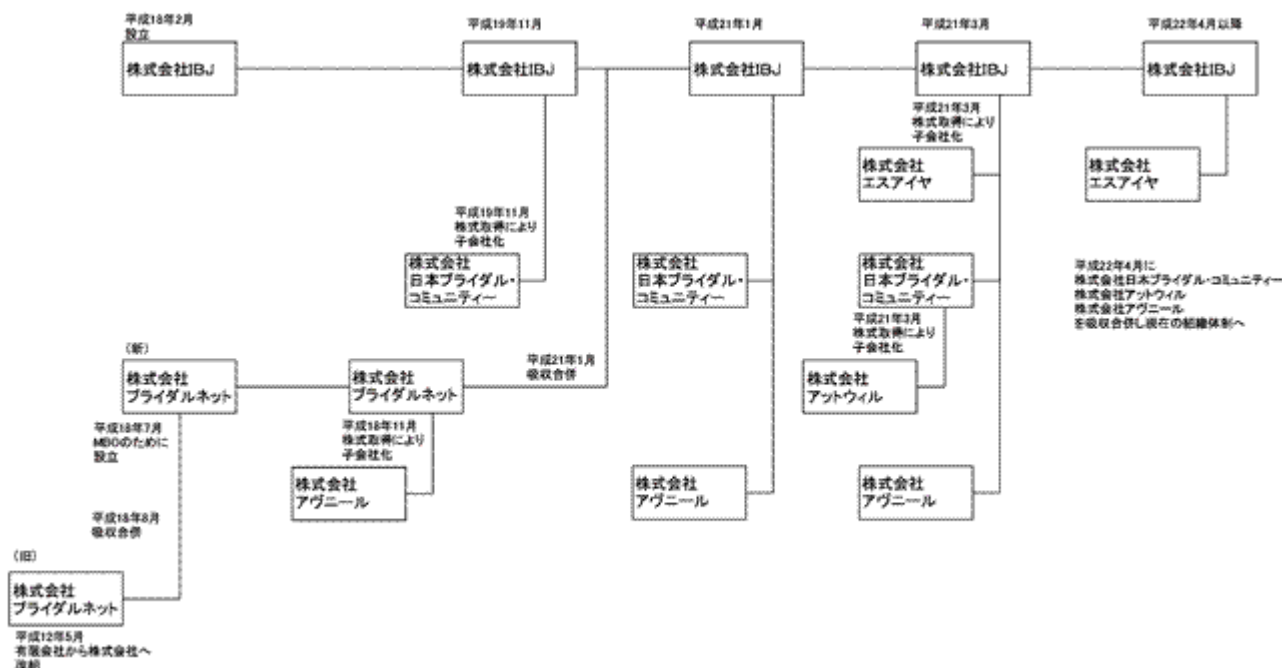 平成18年2月
設立
平成19年11月
平成21年1月
平成21年3月
平成22年4月以降
株式会社IBJ
株式会社IBJ
株式会社IBJ
株式会社IBJ
株式会社IBJ
平成21年3月
株式取得により
子会社化
株式会社
エスアイヤ
株式会社
エスアイヤ
平成19年11月
株式取得により
子会社化
株式会社
日本ブライダル・
コミュニティー
株式会社
日本ブライダル・
コミュニティー
株式会社
日本ブライダル・
コミュニティー
平成22年4月に
株式会社日本ブライダル・コミュニティー
株式会社アットウィル
株式会社アヴニール
を吸収合併し現在の組織体制へ
平成21年3月
株式取得により
子会社化
(新)
株式会社
ブライダルネット
株式会社
ブライダルネット
平成21年1月
吸収合併
株式会社
アットウィル
平成18年7月
MBOのために
設立
平成18年11月
株式取得により
子会社化
株式会社
アヴニール
株式会社
アヴニール
株式会社
アヴニール
平成18年8月
吸収合併
(旧)
株式会社
ブライダルネット
平成12年5月
有限会社から株式会社へ
改組